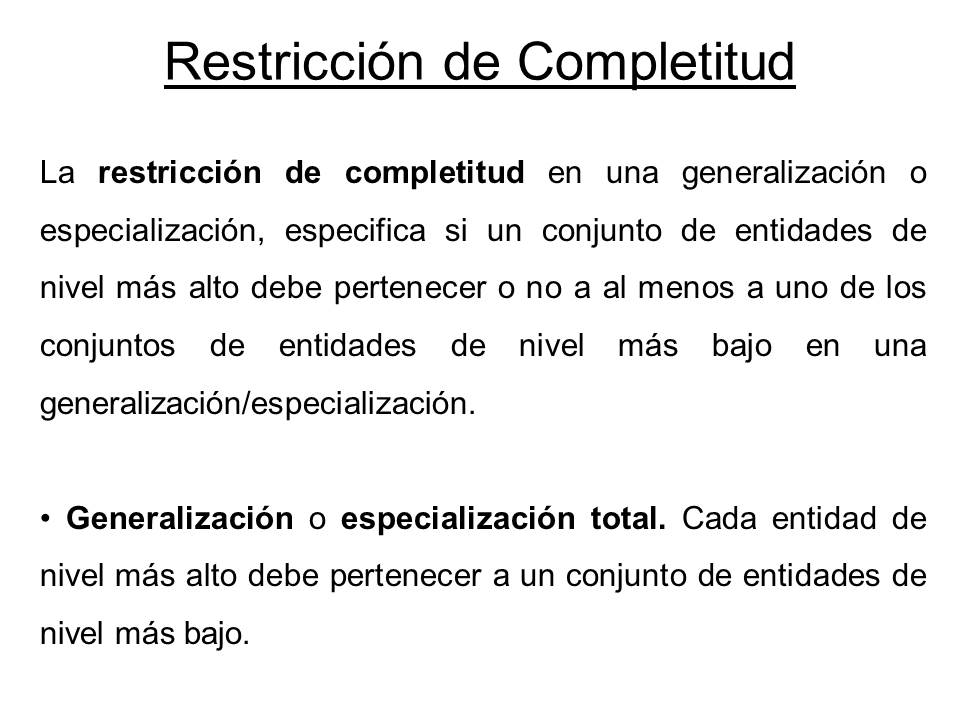 Restricción de Completitud
La restricción de completitud en una generalización o
especialización, especifica si un conjunto de entidades de
nivel más alto debe pertenecer o no a al menos a uno de los
conjuntos de entidades de nivel más bajo en una
generalización/especialización.
• Generalización o especialización total. Cada entidad de
nivel más alto debe pertenecer a un conjunto de entidades de
nivel más bajo.